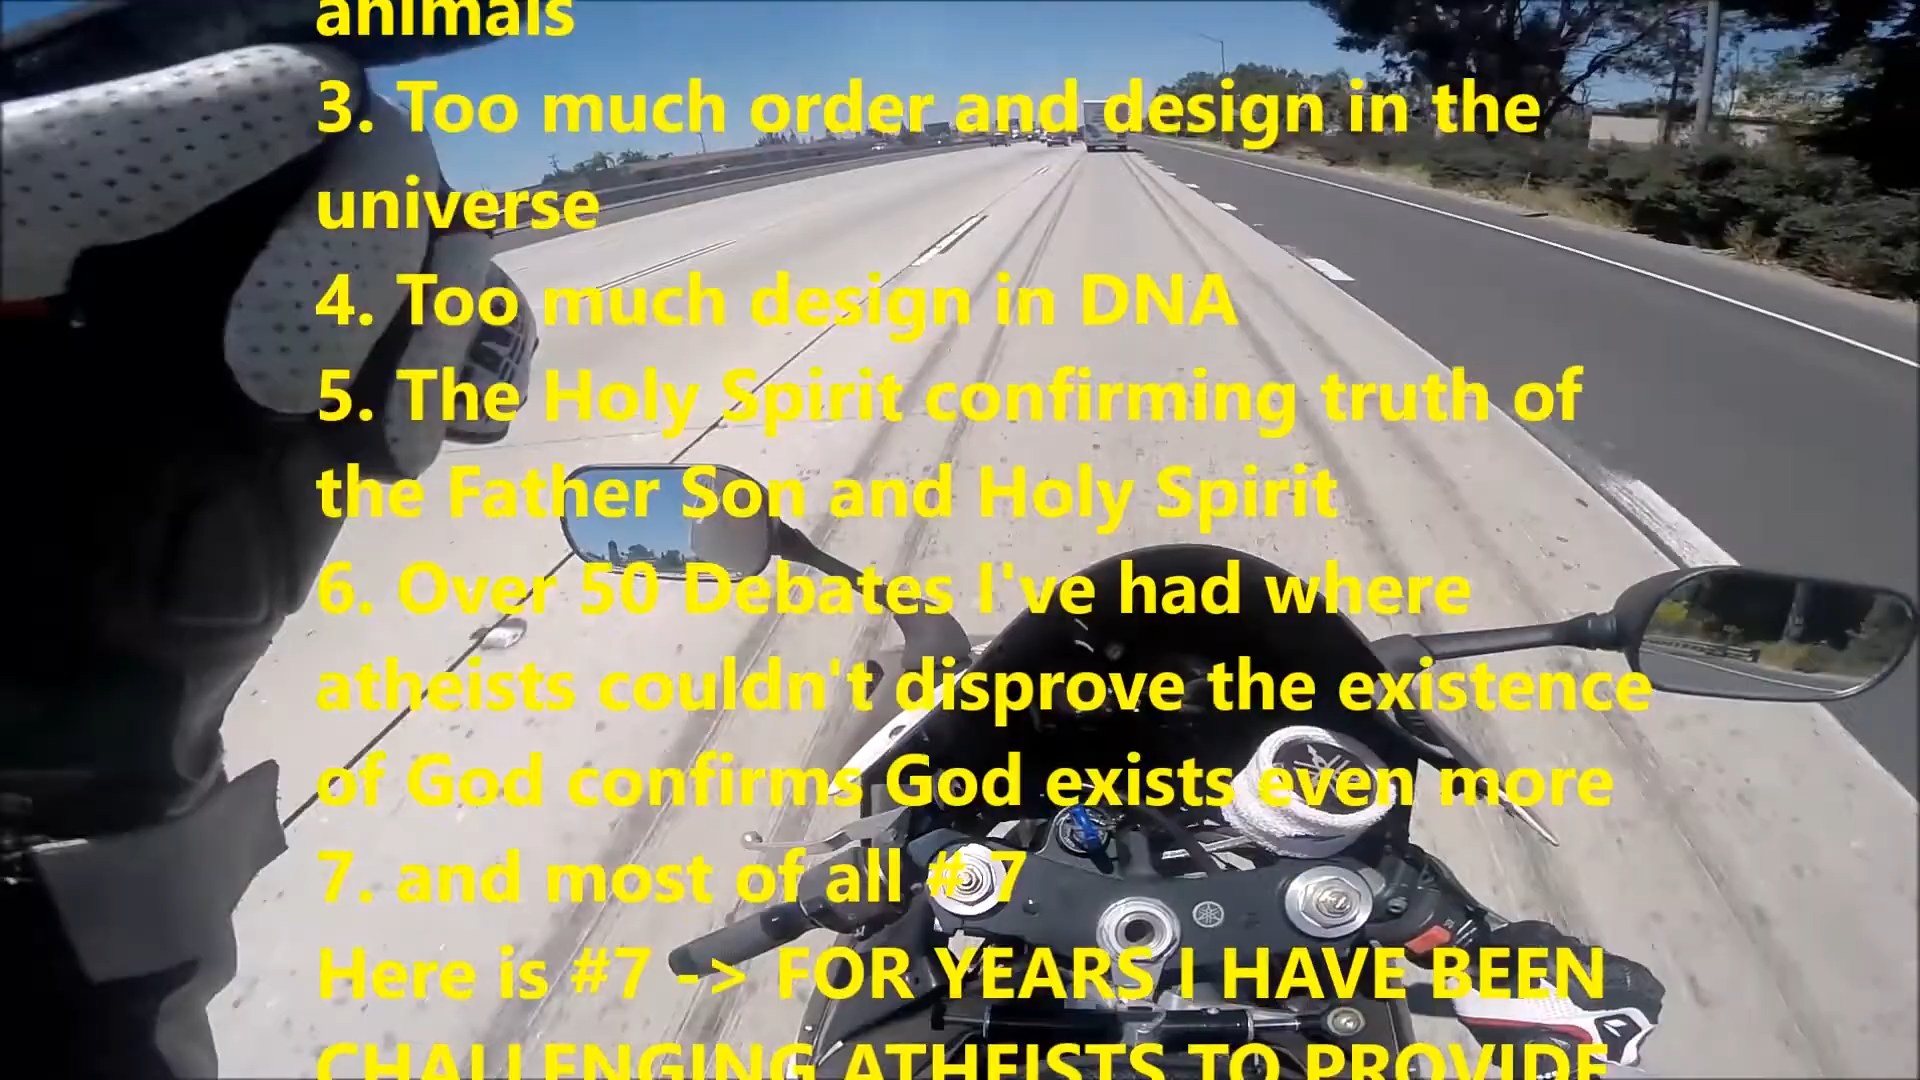 animals
3. Too much order and design in the
universe
4. Too much design in DNA
5. The Holy Spirit confirming truth of
the Father Son and Holy Spirit
6. Over 50 Debates I've had where
atheists couldn't disprove the existence
of God confirms God exists even more
7. and most of all # 7
Here is #7 -> FOR YEARS I HAVE BEEN
CHALLENGING ATHEISTS TO PROVIDE